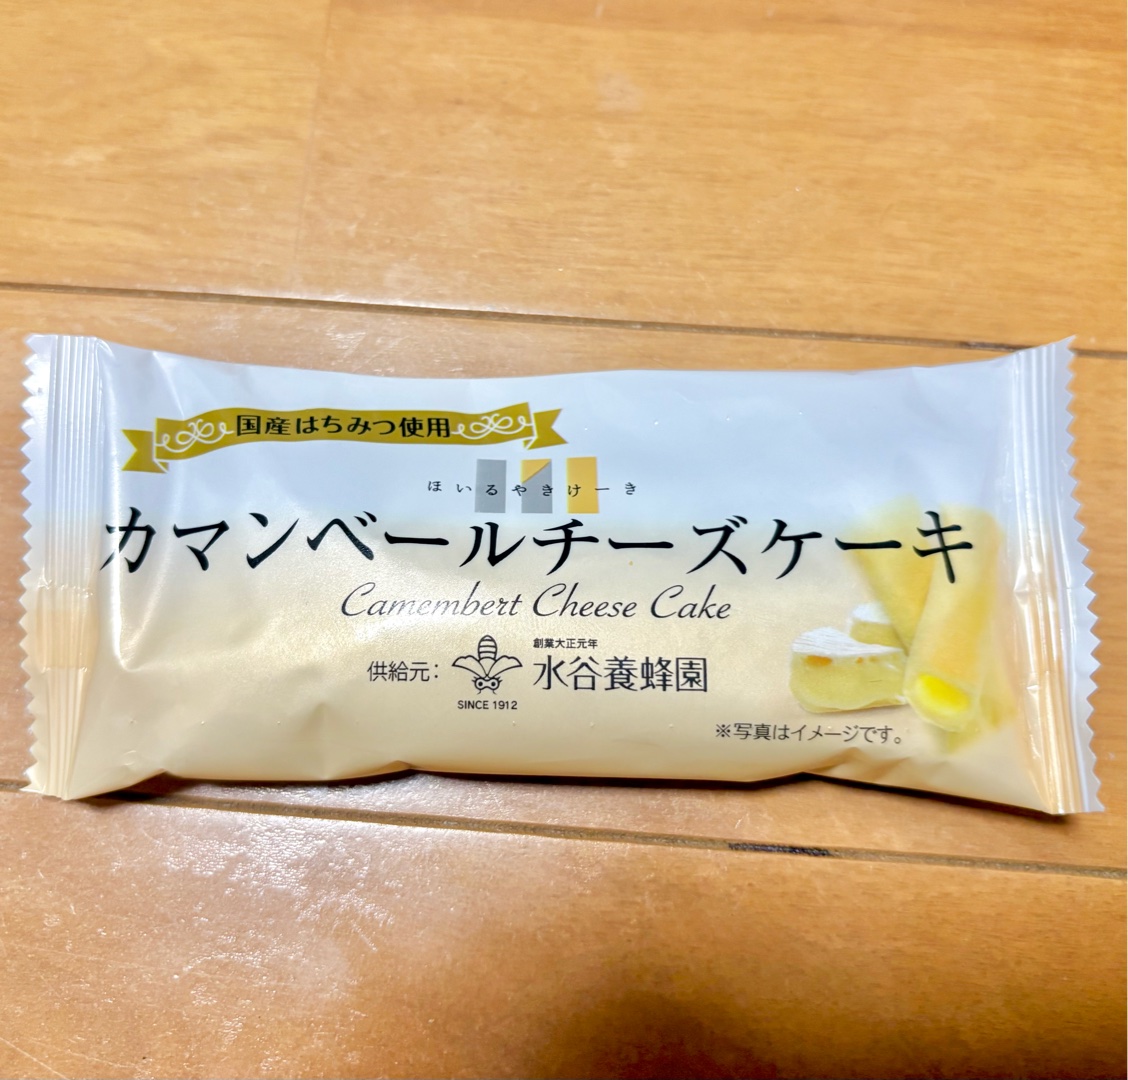 国産はちみつ使用
ほいるやきけーき
カマンベールチーズケーキ
Camembert Cheese Cake
創業大正元年
供給元: 水谷養蜂園
SINCE 1912
※写真はイメージです。